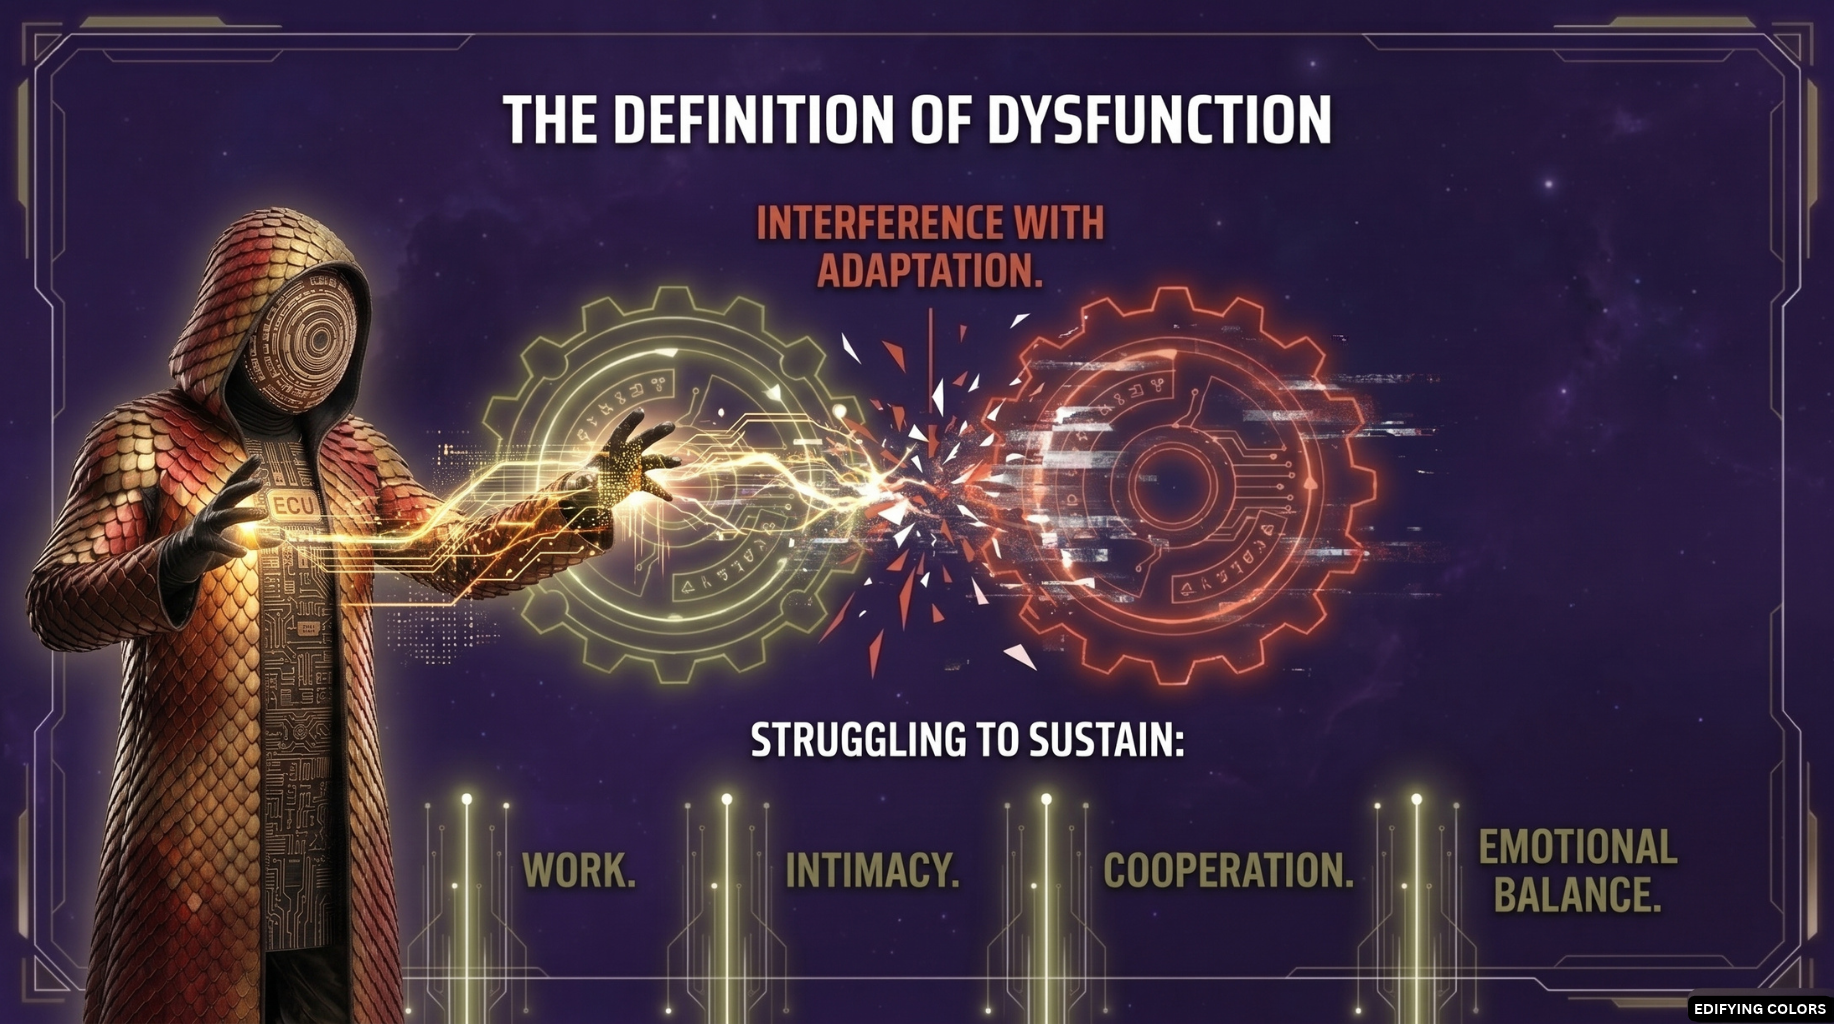 THE DEFINITION OF DYSFUNCTION
INTERFERENCE WITH
ADAPTATION.
ECU
STRUGGLING TO SUSTAIN:
WORK.
INTIMACY.
COOPERATION.
EMOTIONAL
BALANCE.
EDIFYING COLORS